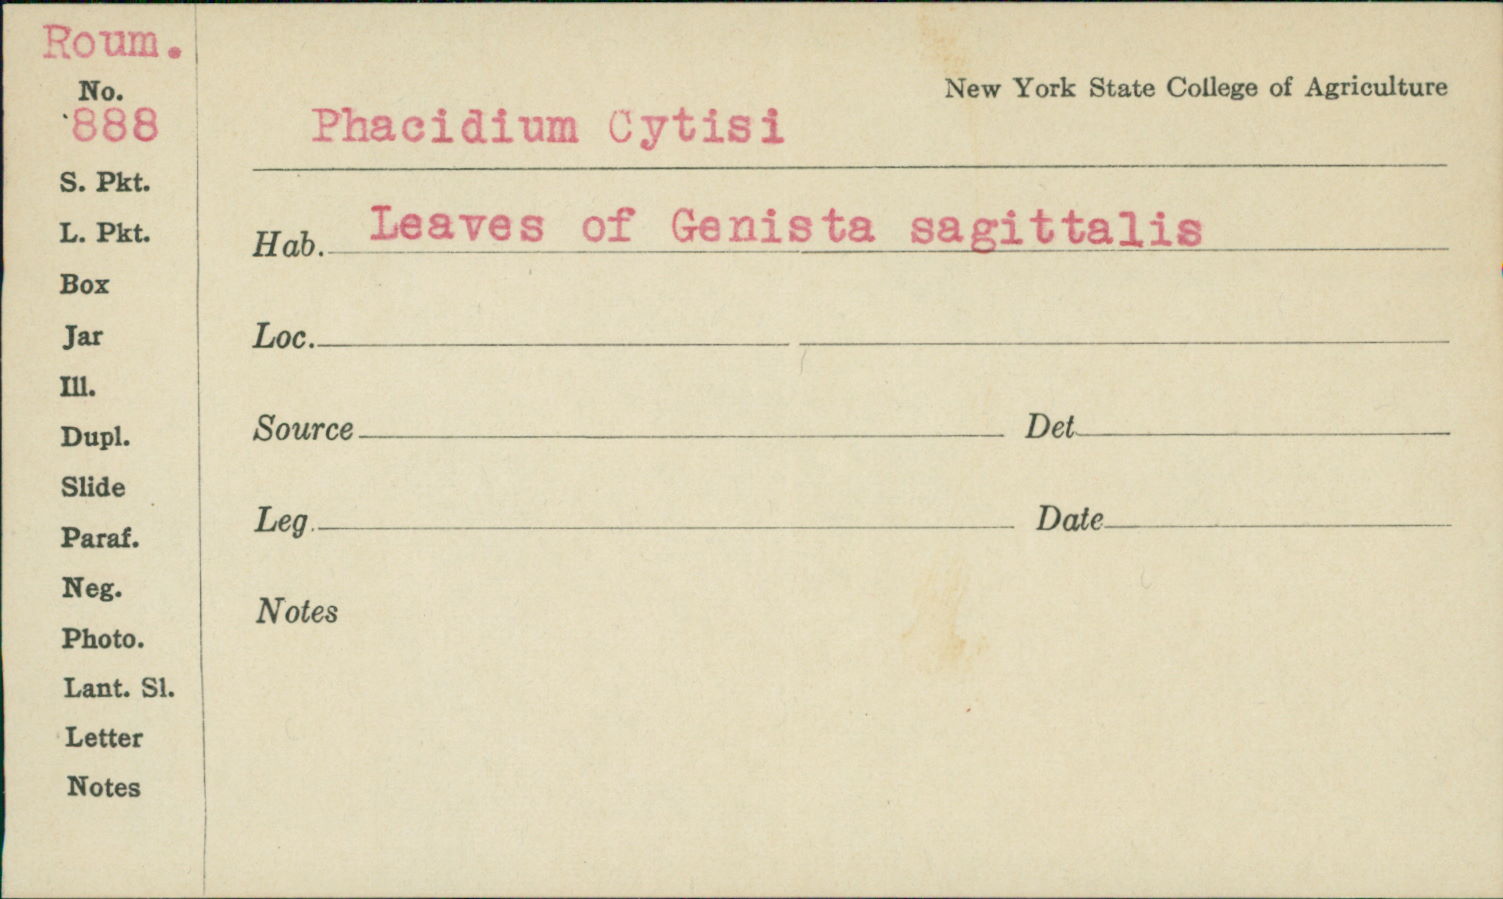 Roum.
No.
888
S. Pkt.
L. Pkt.
Box
Jar
Ill.
Dupl.
Slide
Paraf.
Neg.
Photo.
Lant. Sl.
Letter
Notes
New York State College of Agriculture
Phacidium Cytisi
Hab. Leaves of Genista sagittalis
Loc.
Source Det
Leg. Date
Notes